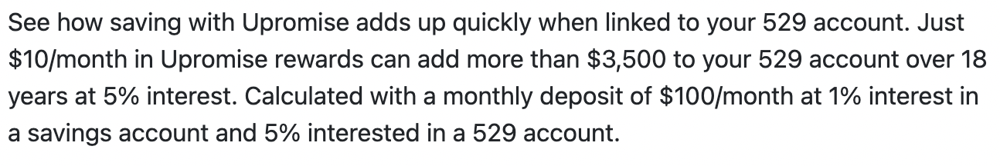 See how saving with Upromise adds up quickly when linked to your 529 account. Just
$10/month in Upromise rewards can add more than $3,500 to your 529 account over 18
years at 5% interest. Calculated with a monthly deposit of $100/month at 1% interest in
a savings account and 5% interested in a 529 account.